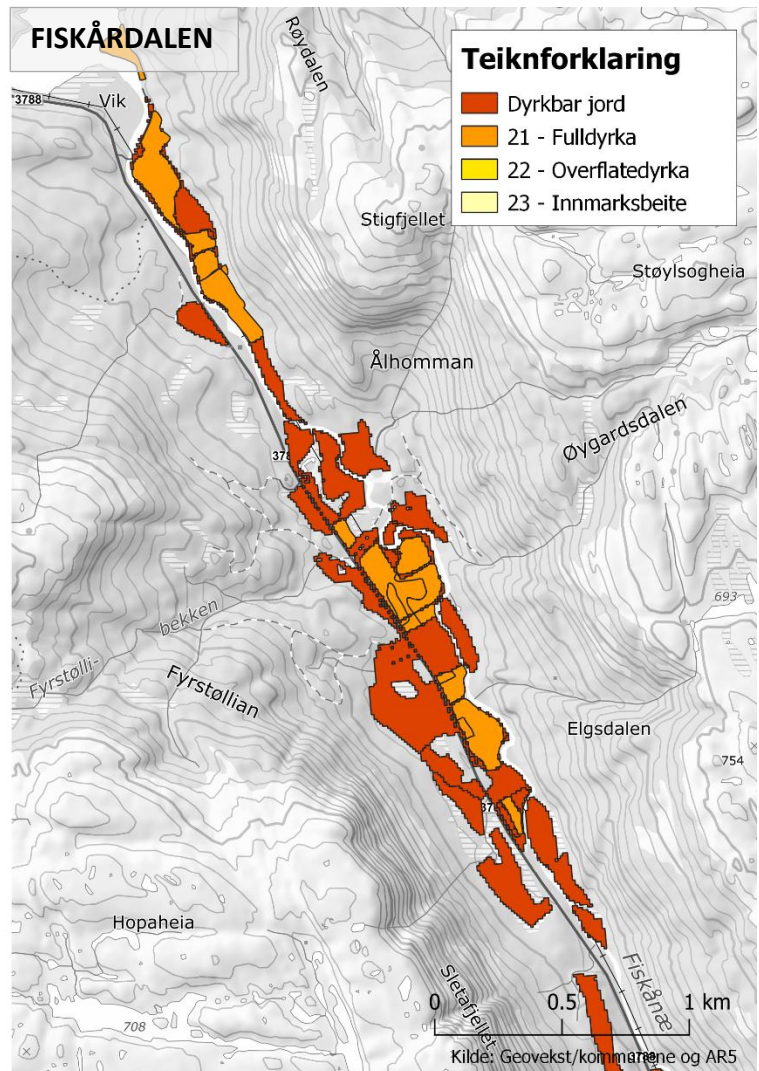 FISKÅRDALEN
Teiknforklaring
Dyrkbar jord
21 - Fulldyrka
22 - Overflatedyrka
23 - Innmarksbeite
Røydalen
3788
Vik
Stigfjellet
Støylsogheia
Ålhomman
Øygardsdalen
693
Fyrstølli-
bekken
Fyrstøllian
Elgsdalen
754
Hopaheia
Sletafjellet
Fiskånæ
708
0 0.5 1 km
Kilde: Geovekst/kommunene og AR5